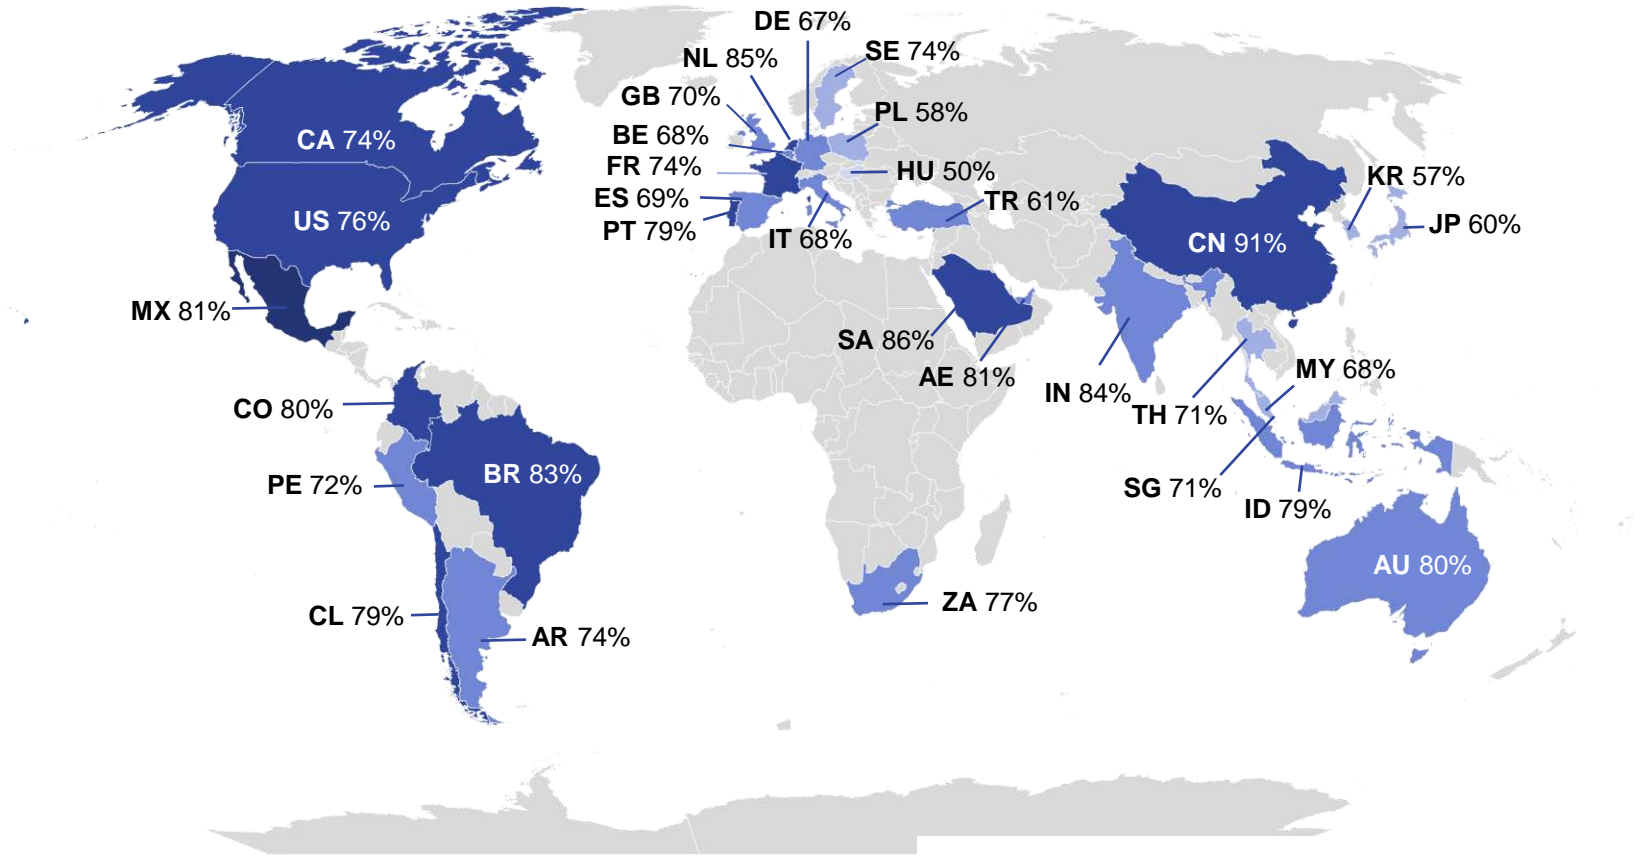 DE 67%
NL 85%
SE 74%
GB 70%
PL 58%
BE 68%
CA 74%
FR 74%
HU 50%
KR 57%
ES 69%
TR 61%
US 76%
PT 79%
IT 68%
JP 60%
CN 91%
MX 81%
SA 86%
AE 81%
MY 68%
IN 84%
CO 80%
TH 71%
BR 83%
PE 72%
SG 71%
ID 79%
AU 80%
ZA 77%
CL 79%
AR 74%